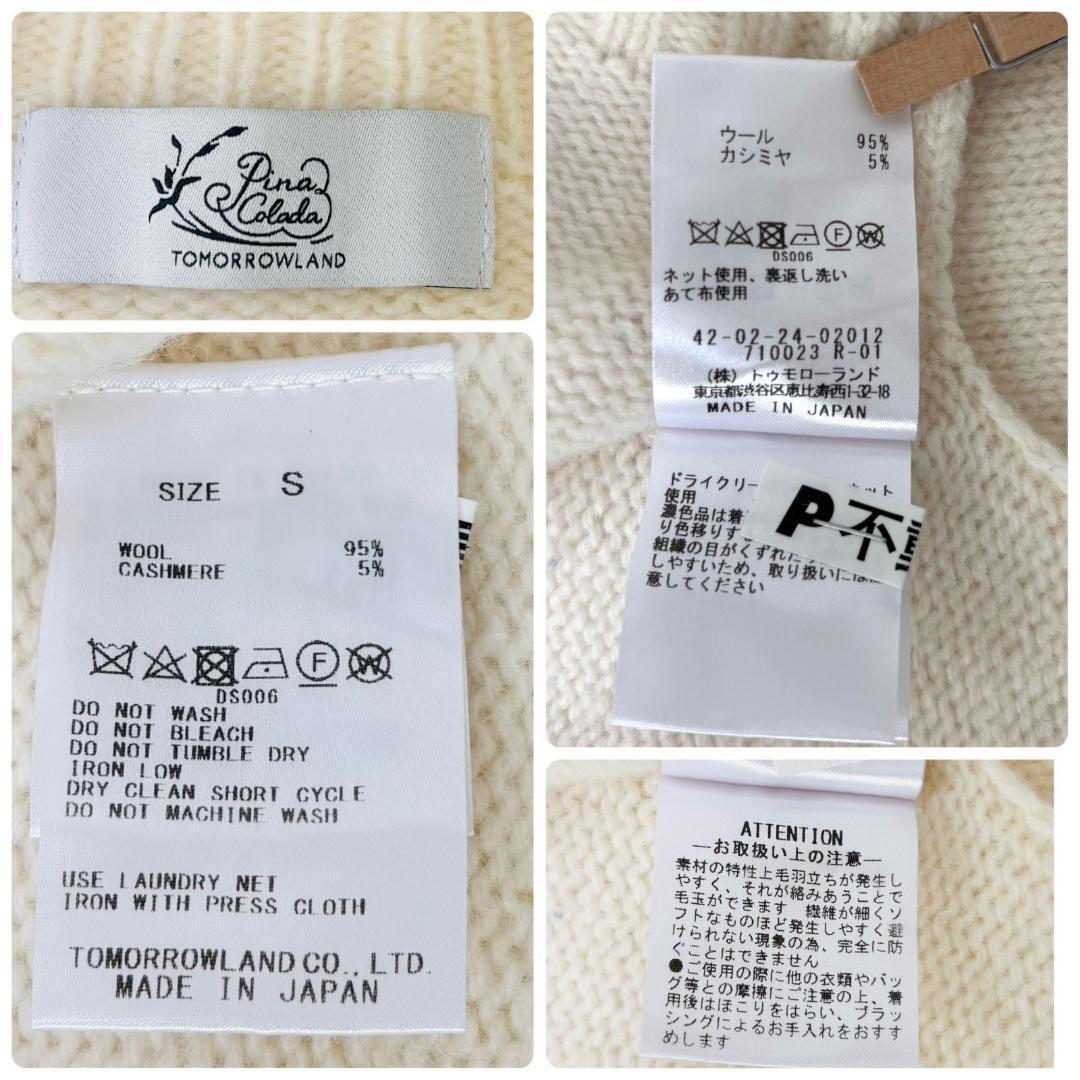 Pina
Colada
TOMORROWLAND
SIZE S
WOOL 95%
CASHMERE 5%
F W
DS006
DO NOT WASH
DO NOT BLEACH
DO NOT TUMBLE DRY
IRON LOW
DRY CLEAN SHORT CYCLE
DO NOT MACHINE WASH
USE LAUNDRY NET
IRON WITH PRESS CLOTH
TOMORROWLAND CO., LTD.
MADE IN JAPAN
ウール 95%
カシミヤ 5%
F W
DS006
ネット使用、裏返し洗い
あて布使用
42-02-24-02012
710023 R-01
(株) トゥモローランド
東京都渋谷区恵比寿西1-32-18
MADE IN JAPAN
ドライクリー ネット
使用
濃色品は着
り色移りす
組織の目がくずれた
しやすいため、取り扱いには
意してください
P不
ATTENTION
―お取扱い上の注意―
素材の特性上毛羽立ちが発生し
やすく、それが絡みあうことで
毛玉ができます 繊維が細くソ
フトなものほど発生しやすく避
けられない現象の為、完全に防
ぐことはできません
●ご使用の際に他の衣類やバッ
グ等との摩擦にご注意の上、着
用後はほこりをはらい、ブラッ
シングによるお手入れをおすす
めします